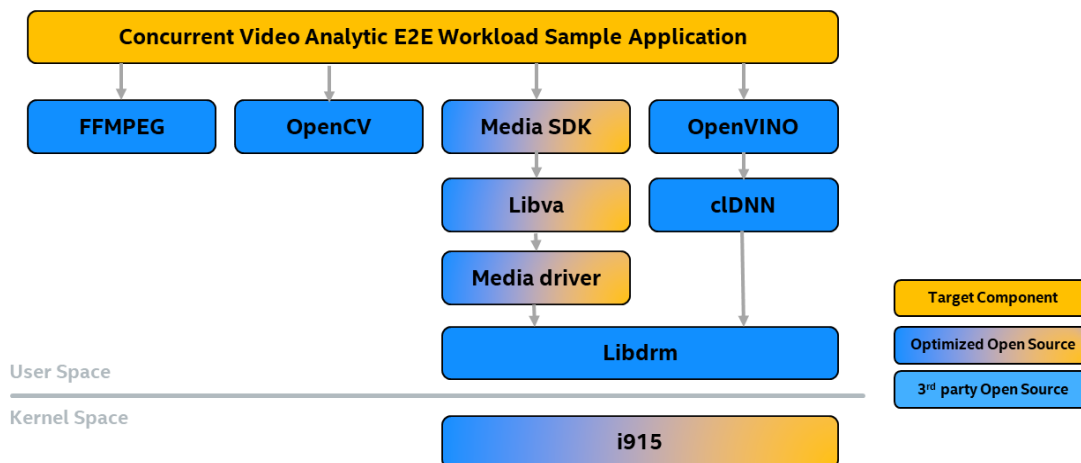 Concurrent Video Analytic E2E Workload Sample Application
FFMPEG
OpenCV
Media SDK
OpenVINO
Libva
clDNN
Media driver
Libdrm
User Space
Kernel Space
i915
Target Component
Optimized Open Source
3rd party Open Source